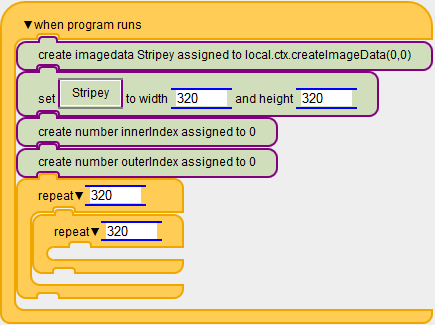 ▼when program runs
create imagedata Stripey assigned to local.ctx.createImageData(0,0)
set Stripey to width 320 and height 320
create number innerIndex assigned to 0
create number outerIndex assigned to 0
repeat▼ 320
repeat▼ 320